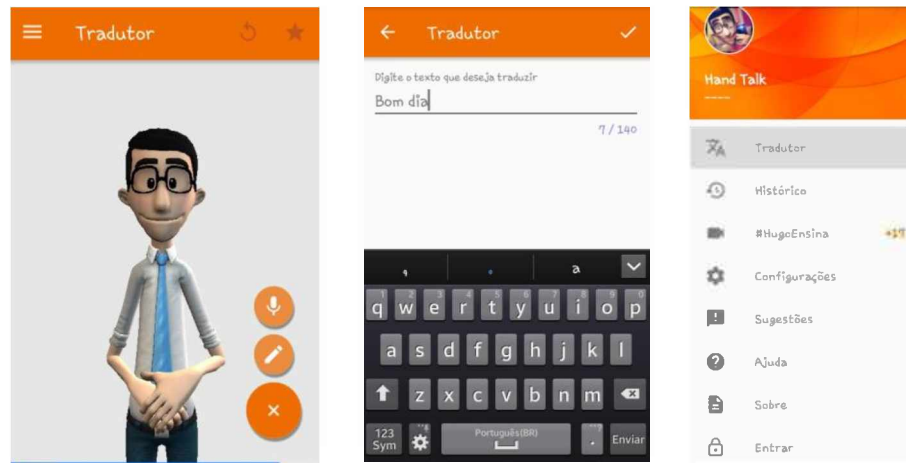 Tradutor
Tradutor
Digite o texto que deseja traduzir
Bom dia
7 / 140
, . a
q w e r t y u i o p
a s d f g h j k l
z x c v b n m
123
Sym
Português(BR)
.
Enviar
Hand Talk
Tradutor
Histórico
#HugoEnsina
Configurações
Sugestões
Ajuda
Sobre
Entrar